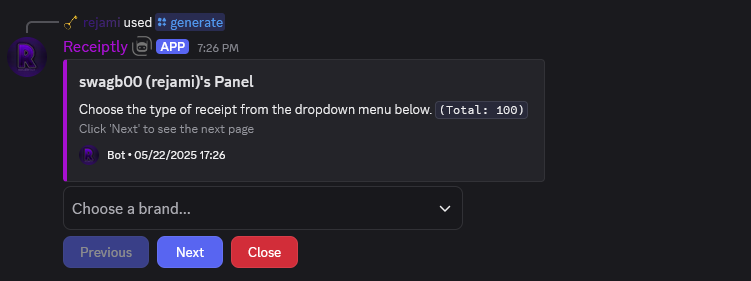 rejami used generate
Receiptly APP 7:26 PM
swagb00 (rejami)'s Panel
Choose the type of receipt from the dropdown menu below. (Total: 100)
Click 'Next' to see the next page
Bot • 05/22/2025 17:26
Choose a brand...
Previous Next Close